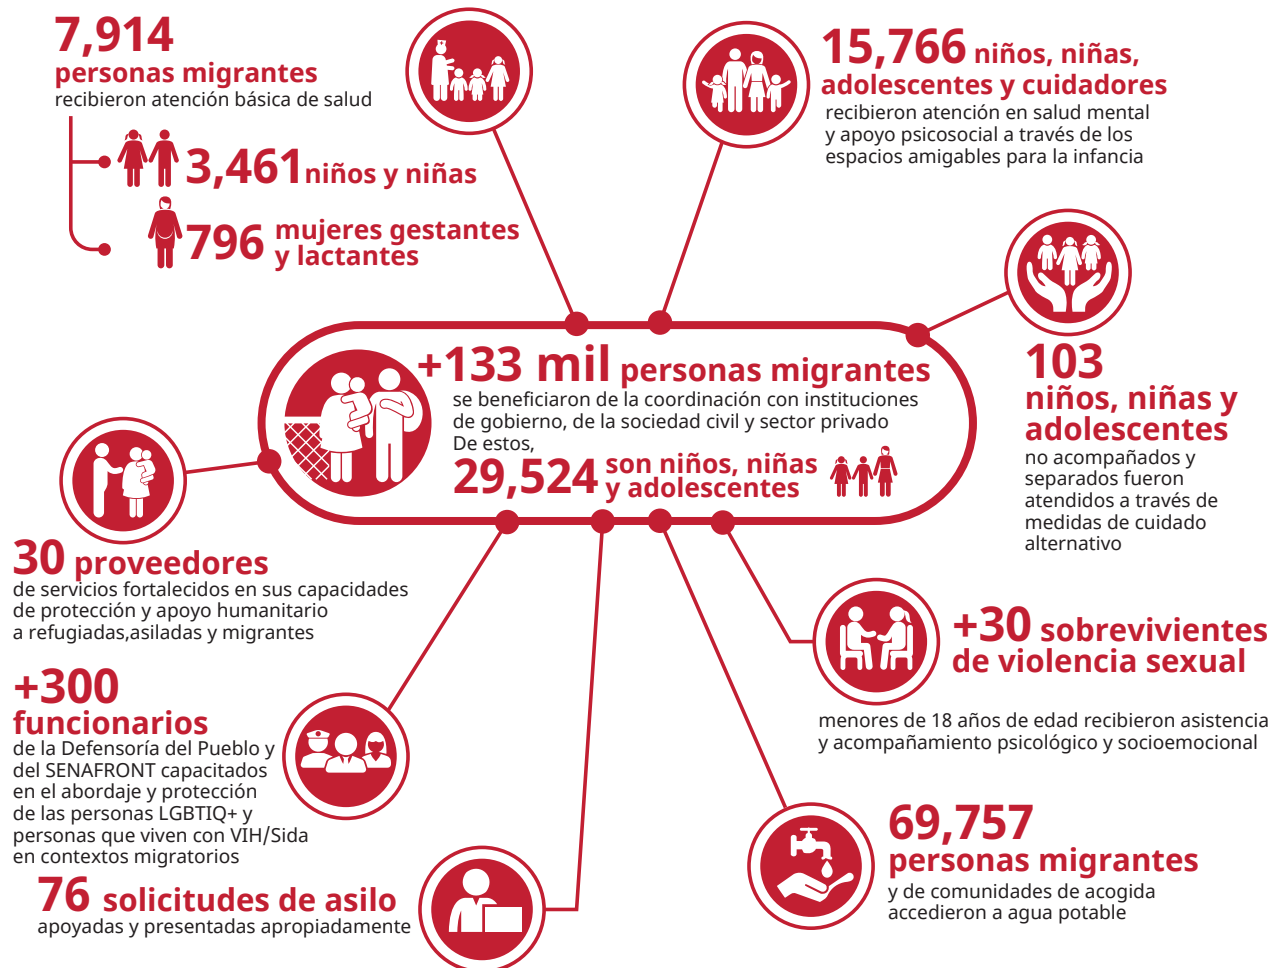 7,914
personas migrantes
recibieron atención básica de salud
3,461 niños y niñas
796 mujeres gestantes
y lactantes
15,766 niños, niñas,
adolescentes y cuidadores
recibieron atención en salud mental
y apoyo psicosocial a través de los
espacios amigables para la infancia
+133 mil personas migrantes
se beneficiaron de la coordinación con instituciones
de gobierno, de la sociedad civil y sector privado
De estos,
29,524 son niños, niñas
y adolescentes
103
niños, niñas y
adolescentes
no acompañados y
separados fueron
atendidos a través de
medidas de cuidado
alternativo
30 proveedores
de servicios fortalecidos en sus capacidades
de protección y apoyo humanitario
a refugiadas,asiladas y migrantes
+300
funcionarios
de la Defensoría del Pueblo y
del SENAFRONT capacitados
en el abordaje y protección
de las personas LGBTIQ+ y
personas que viven con VIH/Sida
en contextos migratorios
76 solicitudes de asilo
apoyadas y presentadas apropiadamente
+30 sobrevivientes
de violencia sexual
menores de 18 años de edad recibieron asistencia
y acompañamiento psicológico y socioemocional
69,757
personas migrantes
y de comunidades de acogida
accedieron a agua potable